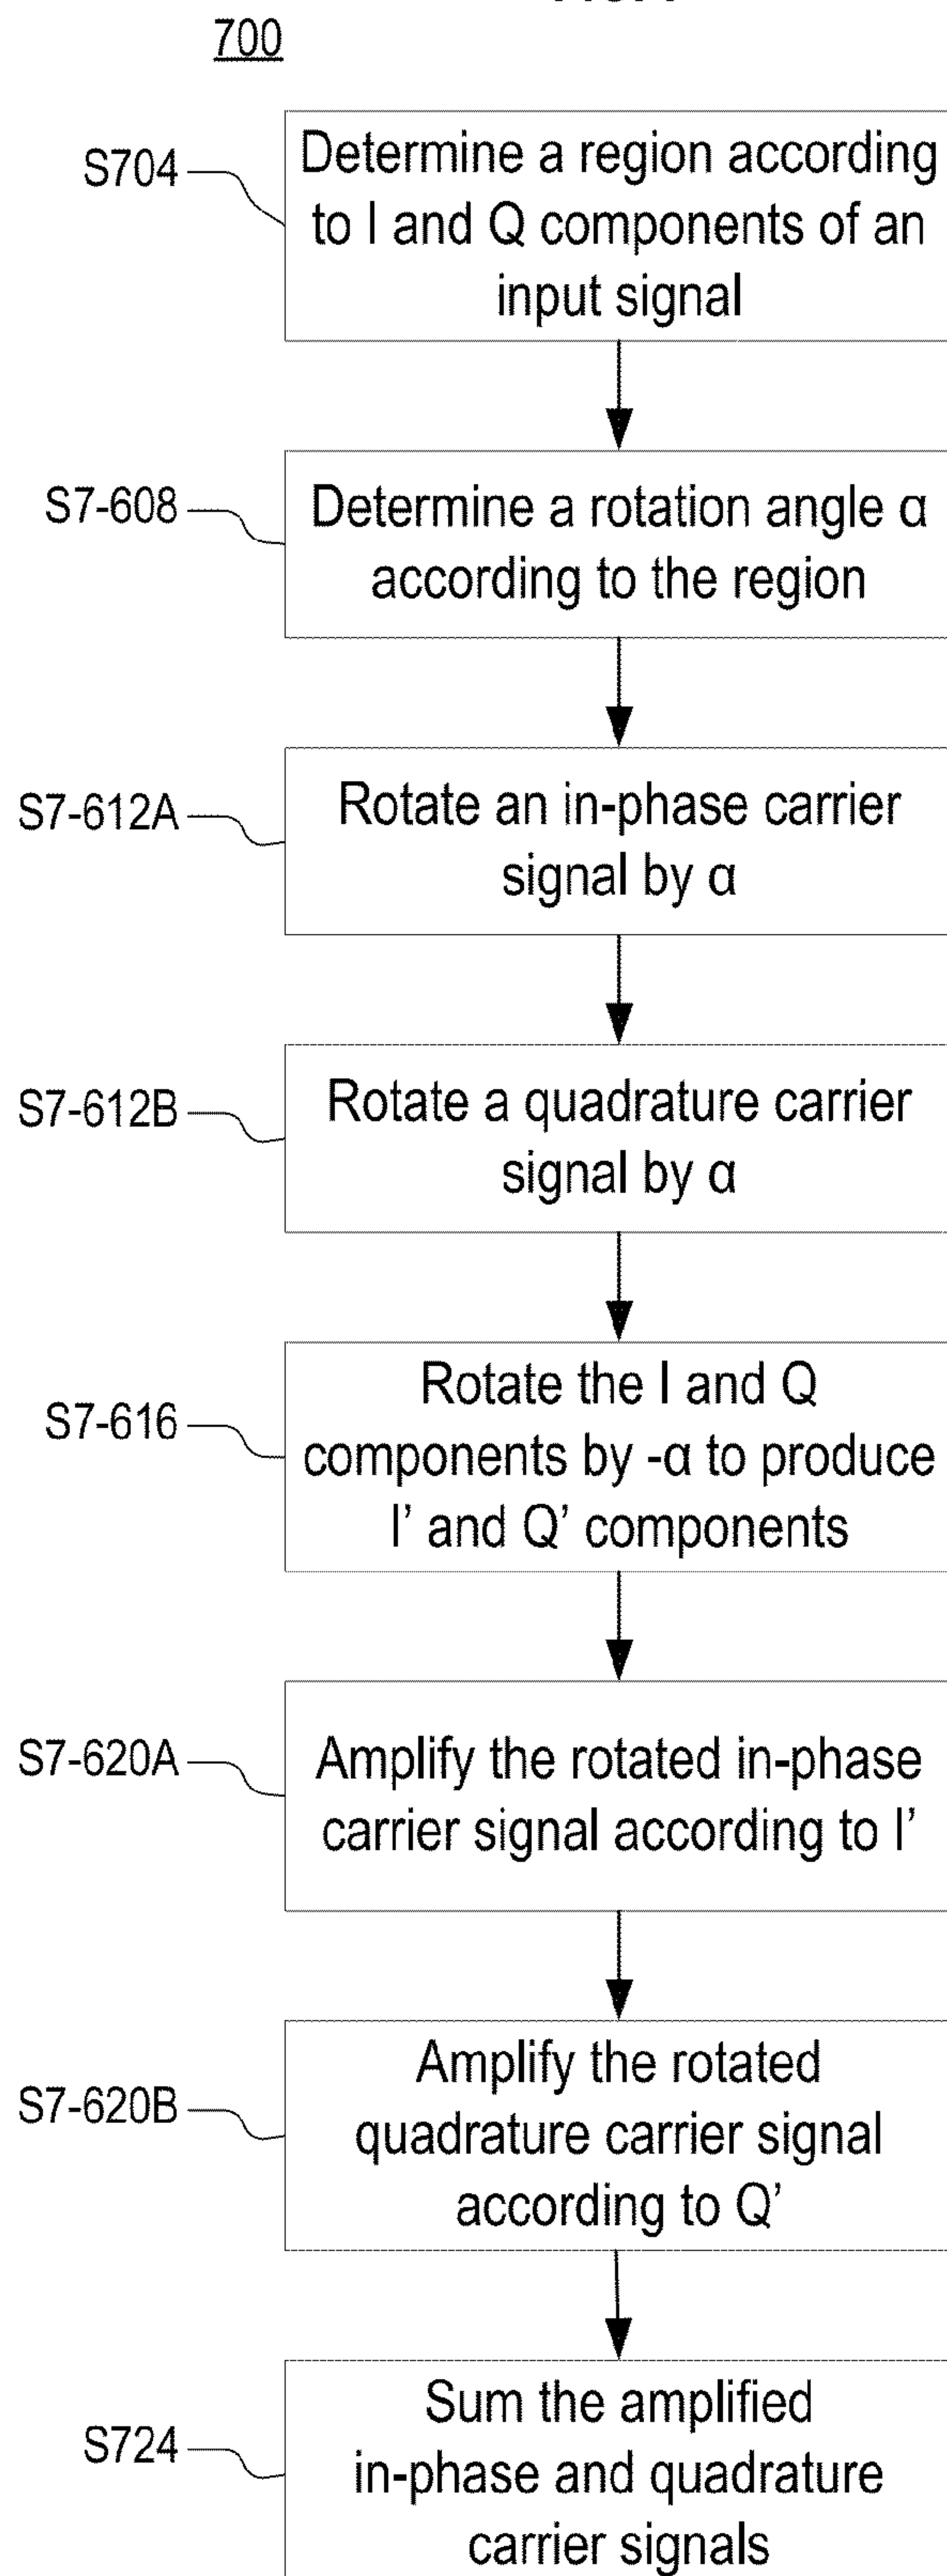 700
S704
Determine a region according
to I and Q components of an
input signal
S7-608
Determine a rotation angle α
according to the region
S7-612A
Rotate an in-phase carrier
signal by α
S7-612B
Rotate a quadrature carrier
signal by α
S7-616
Rotate the I and Q
components by -α to produce
I’ and Q’ components
S7-620A
Amplify the rotated in-phase
carrier signal according to I’
S7-620B
Amplify the rotated
quadrature carrier signal
according to Q’
S724
Sum the amplified
in-phase and quadrature
carrier signals